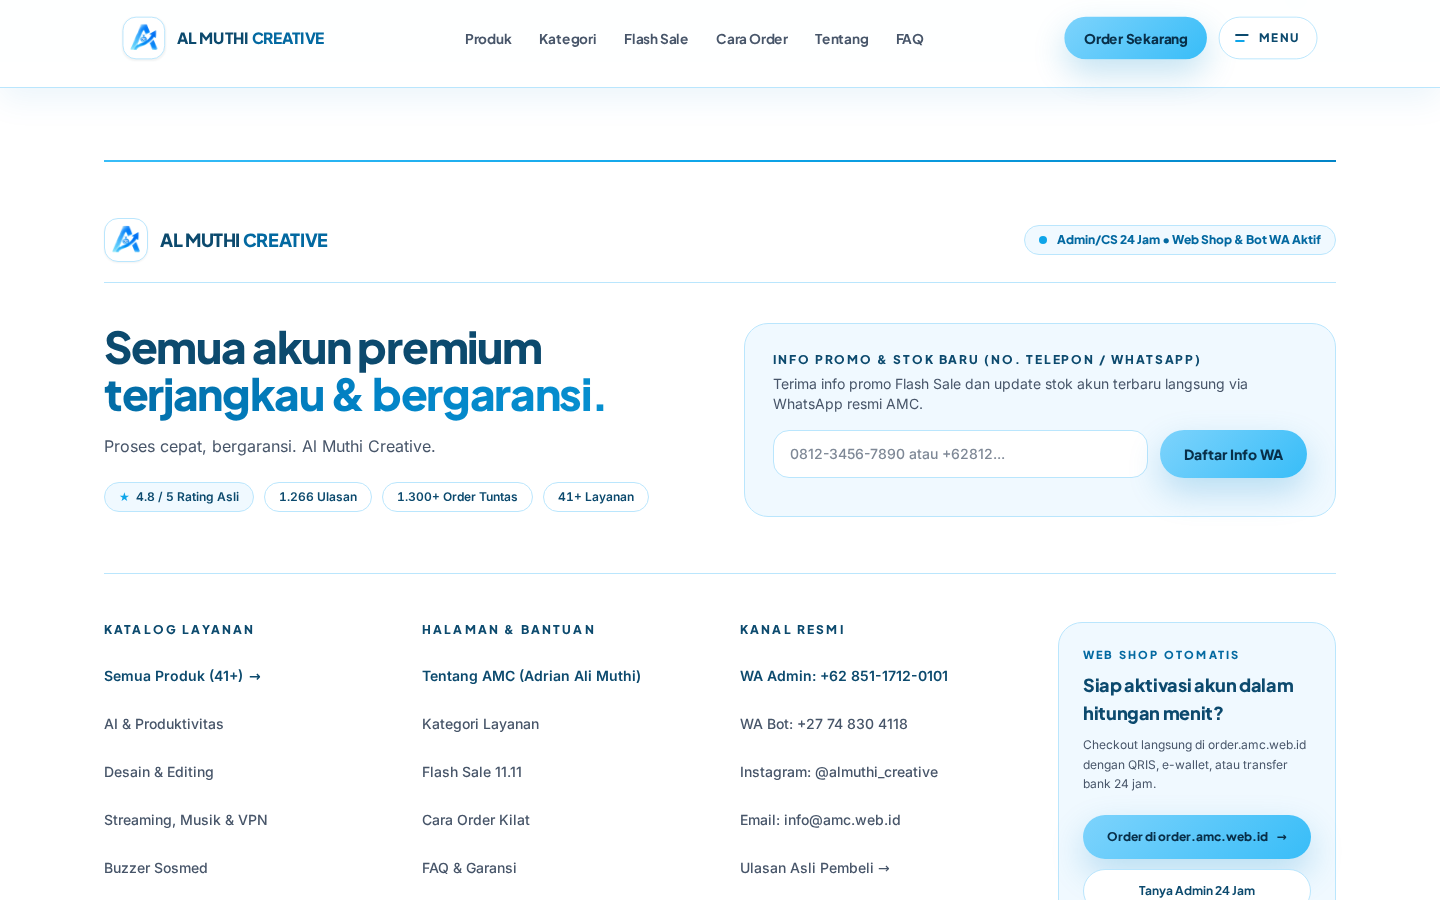 AL MUTHI CREATIVE
Produk
Kategori
Flash Sale
Cara Order
Tentang
FAQ
Order Sekarang
MENU
AL MUTHI CREATIVE
Admin/CS 24 Jam • Web Shop & Bot WA Aktif
Semua akun premium
terjangkau & bergaransi.
Proses cepat, bergaransi. Al Muthi Creative.
★ 4.8 / 5 Rating Asli
1.266 Ulasan
1.300+ Order Tuntas
41+ Layanan
INFO PROMO & STOK BARU (NO. TELEPON / WHATSAPP)
Terima info promo Flash Sale dan update stok akun terbaru langsung via
WhatsApp resmi AMC.
0812-3456-7890 atau +62812...
Daftar Info WA
KATALOG LAYANAN
Semua Produk (41+) →
AI & Produktivitas
Desain & Editing
Streaming, Musik & VPN
Buzzer Sosmed
HALAMAN & BANTUAN
Tentang AMC (Adrian Ali Muthi)
Kategori Layanan
Flash Sale 11.11
Cara Order Kilat
FAQ & Garansi
KANAL RESMI
WA Admin: +62 851-1712-0101
WA Bot: +27 74 830 4118
Instagram: @almuthi_creative
Email: info@amc.web.id
Ulasan Asli Pembeli →
WEB SHOP OTOMATIS
Siap aktivasi akun dalam
hitungan menit?
Checkout langsung di order.amc.web.id
dengan QRIS, e-wallet, atau transfer
bank 24 jam.
Order di order.amc.web.id →
Tanya Admin 24 Jam